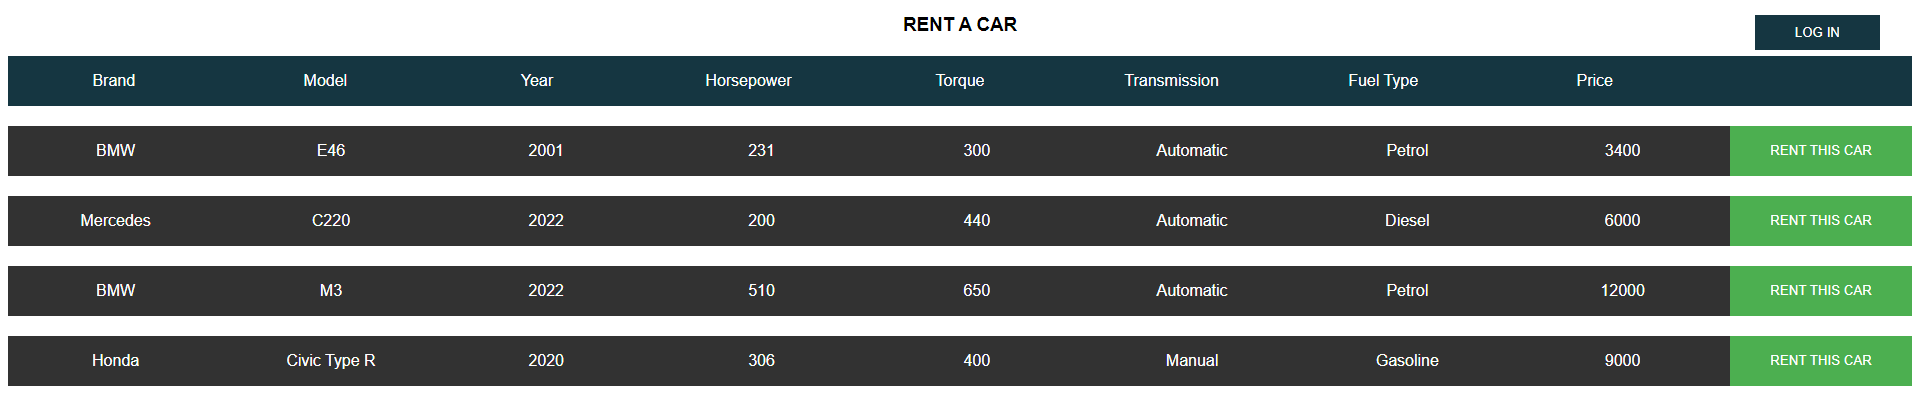 RENT A CAR
LOG IN
Brand Model Year Horsepower Torque Transmission Fuel Type Price
BMW E46 2001 231 300 Automatic Petrol 3400 RENT THIS CAR
Mercedes C220 2022 200 440 Automatic Diesel 6000 RENT THIS CAR
BMW M3 2022 510 650 Automatic Petrol 12000 RENT THIS CAR
Honda Civic Type R 2020 306 400 Manual Gasoline 9000 RENT THIS CAR